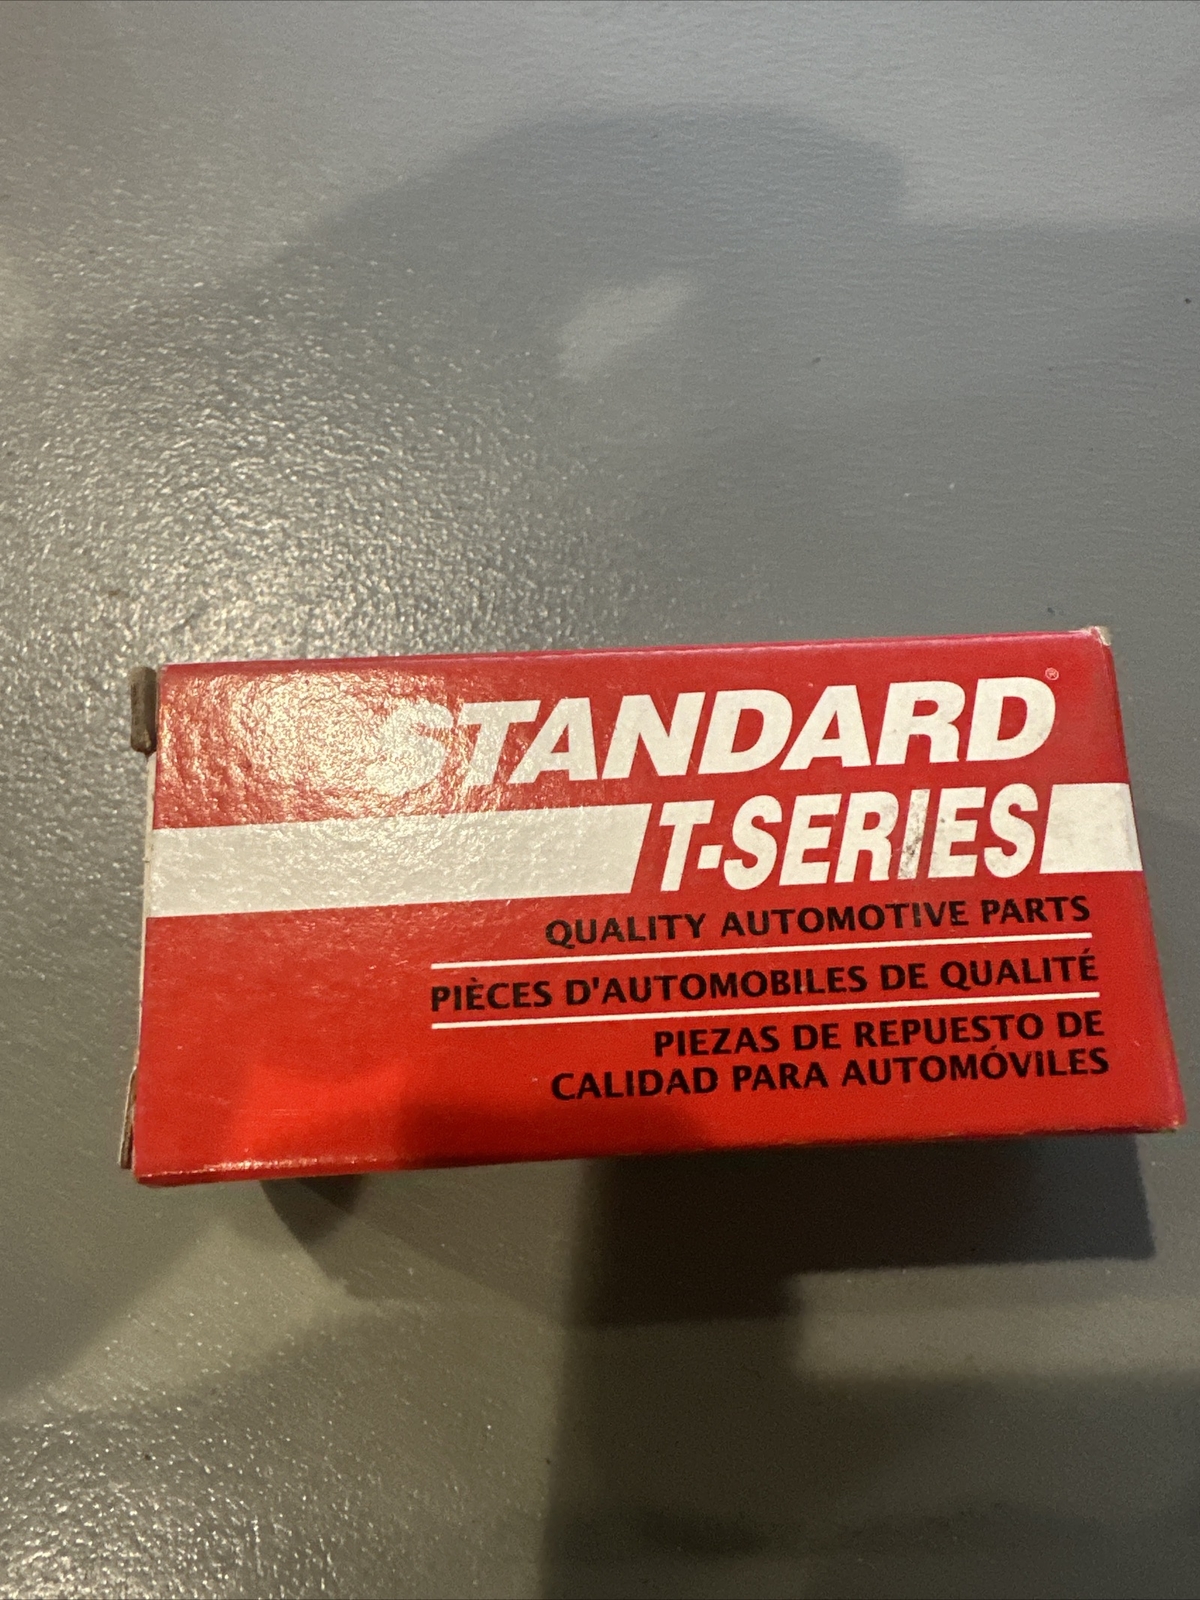 STANDARD®
T-SERIES
QUALITY AUTOMOTIVE PARTS
PIÈCES D'AUTOMOBILES DE QUALITÉ
PIEZAS DE REPUESTO DE
CALIDAD PARA AUTOMÓVILES